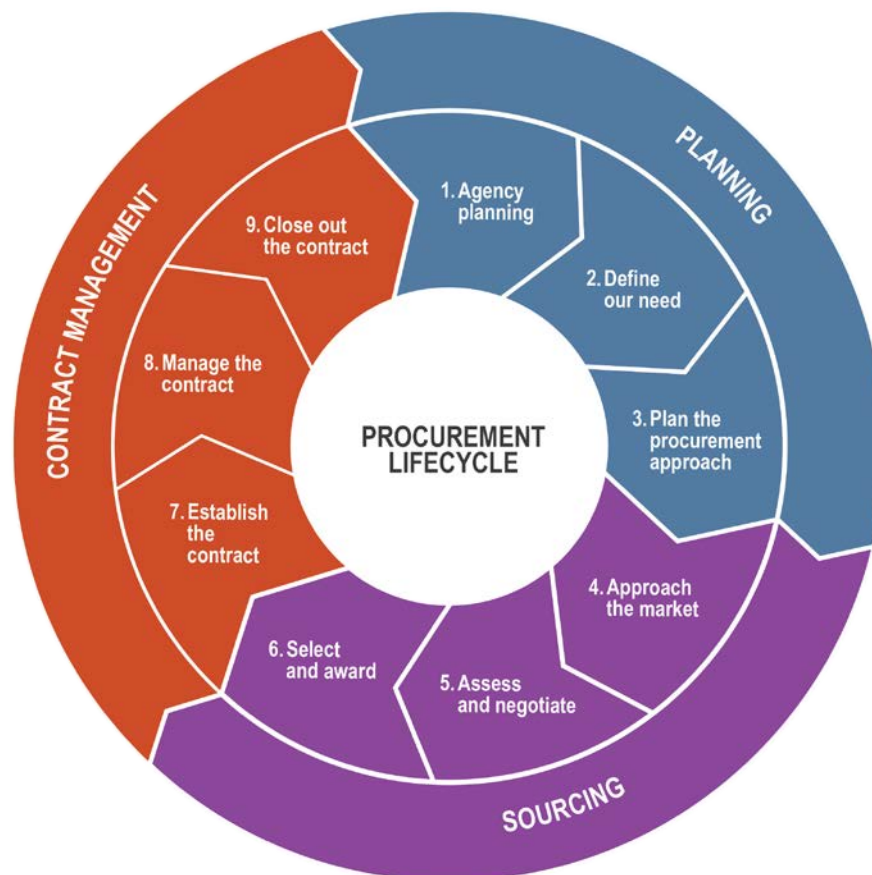 PLANNING
1. Agency
planning
2. Define
our need
3. Plan the
procurement
approach
SOURCING
4. Approach
the market
5. Assess
and negotiate
6. Select
and award
CONTRACT MANAGEMENT
7. Establish
the
contract
8. Manage the
contract
9. Close out
the contract
PROCUREMENT
LIFECYCLE